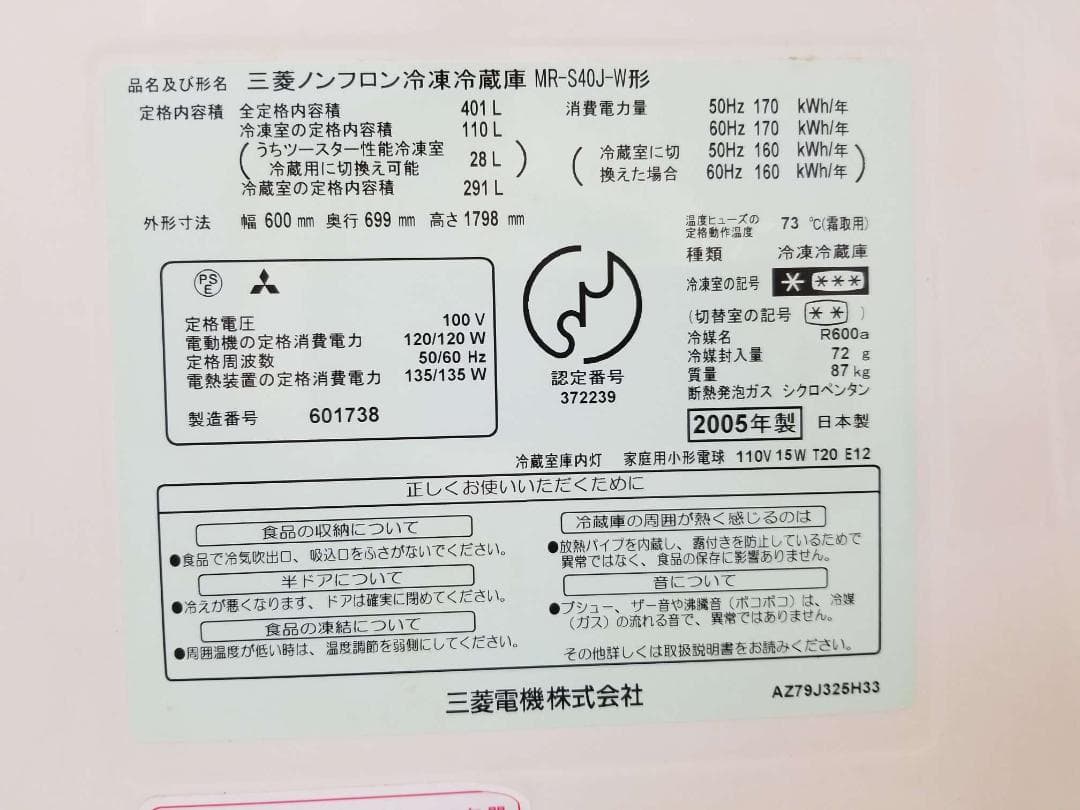 品名及び形名 三菱ノンフロン冷凍冷蔵庫 MR-S40J-W形
定格内容積 全定格内容積 401 L
冷凍室の定格内容積 110 L
(うちツースター性能冷凍室 冷蔵用に切換え可能 28 L)
冷蔵室の定格内容積 291 L
消費電力量 50Hz 170 kWh/年
60Hz 170 kWh/年
(冷蔵室に切換えた場合 50Hz 160 kWh/年
60Hz 160 kWh/年)
外形寸法 幅 600 mm 奥行 699 mm 高さ 1798 mm
温度ヒューズの定格動作温度 73 ℃(霜取用)
種類 冷凍冷蔵庫
冷凍室の記号 * ***
(切替室の記号 **)
冷媒名 R600a
冷媒封入量 72 g
質量 87 kg
断熱発泡ガス シクロペンタン
2005年製 日本製
PSE
定格電圧 100 V
電動機の定格消費電力 120/120 W
定格周波数 50/60 Hz
電熱装置の定格消費電力 135/135 W
製造番号 601738
認定番号
372239
冷蔵室庫内灯 家庭用小形電球 110V 15W T20 E12
正しくお使いいただくために
食品の収納について
●食品で冷気吹出口、吸込口をふさがないでください。
半ドアについて
●冷えが悪くなります、ドアは確実に閉めてください。
食品の凍結について
●周囲温度が低い時は、温度調節を弱側にしてください。
冷蔵庫の周囲が熱く感じるのは
●放熱パイプを内蔵し、露付きを防止しているためで
異常ではなく、食品の保存に影響ありません。
音について
●プシュー、ザー音や沸騰音(ポコポコ)は、冷媒
(ガス)の流れる音で、異常ではありません。
その他詳しくは取扱説明書をお読みください。
三菱電機株式会社
AZ79J325H33